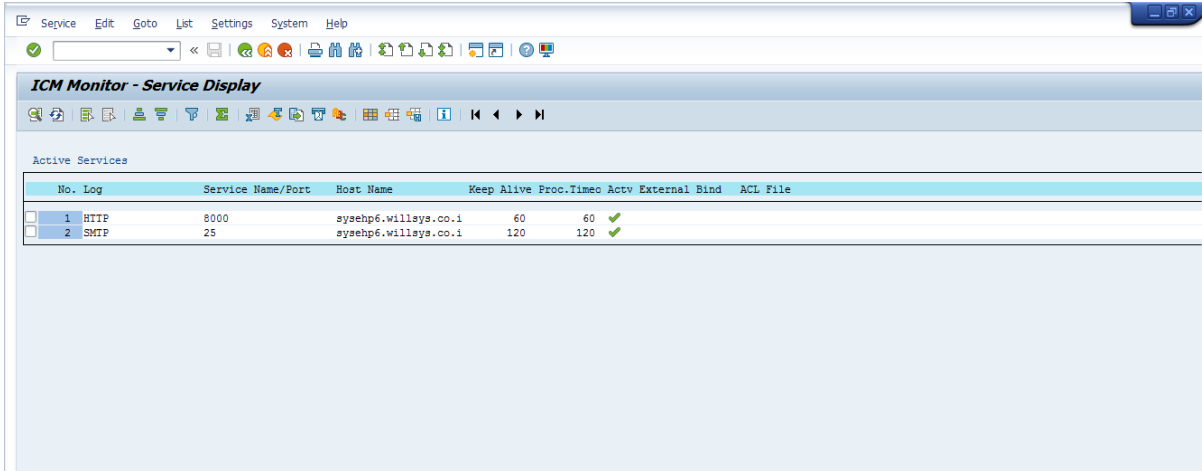 Service Edit Goto List Settings System Help
ICM Monitor - Service Display
Active Services
No. Log Service Name/Port Host Name Keep Alive Proc.Timeo Actv External Bind ACL File
1 HTTP 8000 sysehp6.willsys.co.i 60 60
2 SMTP 25 sysehp6.willsys.co.i 120 120